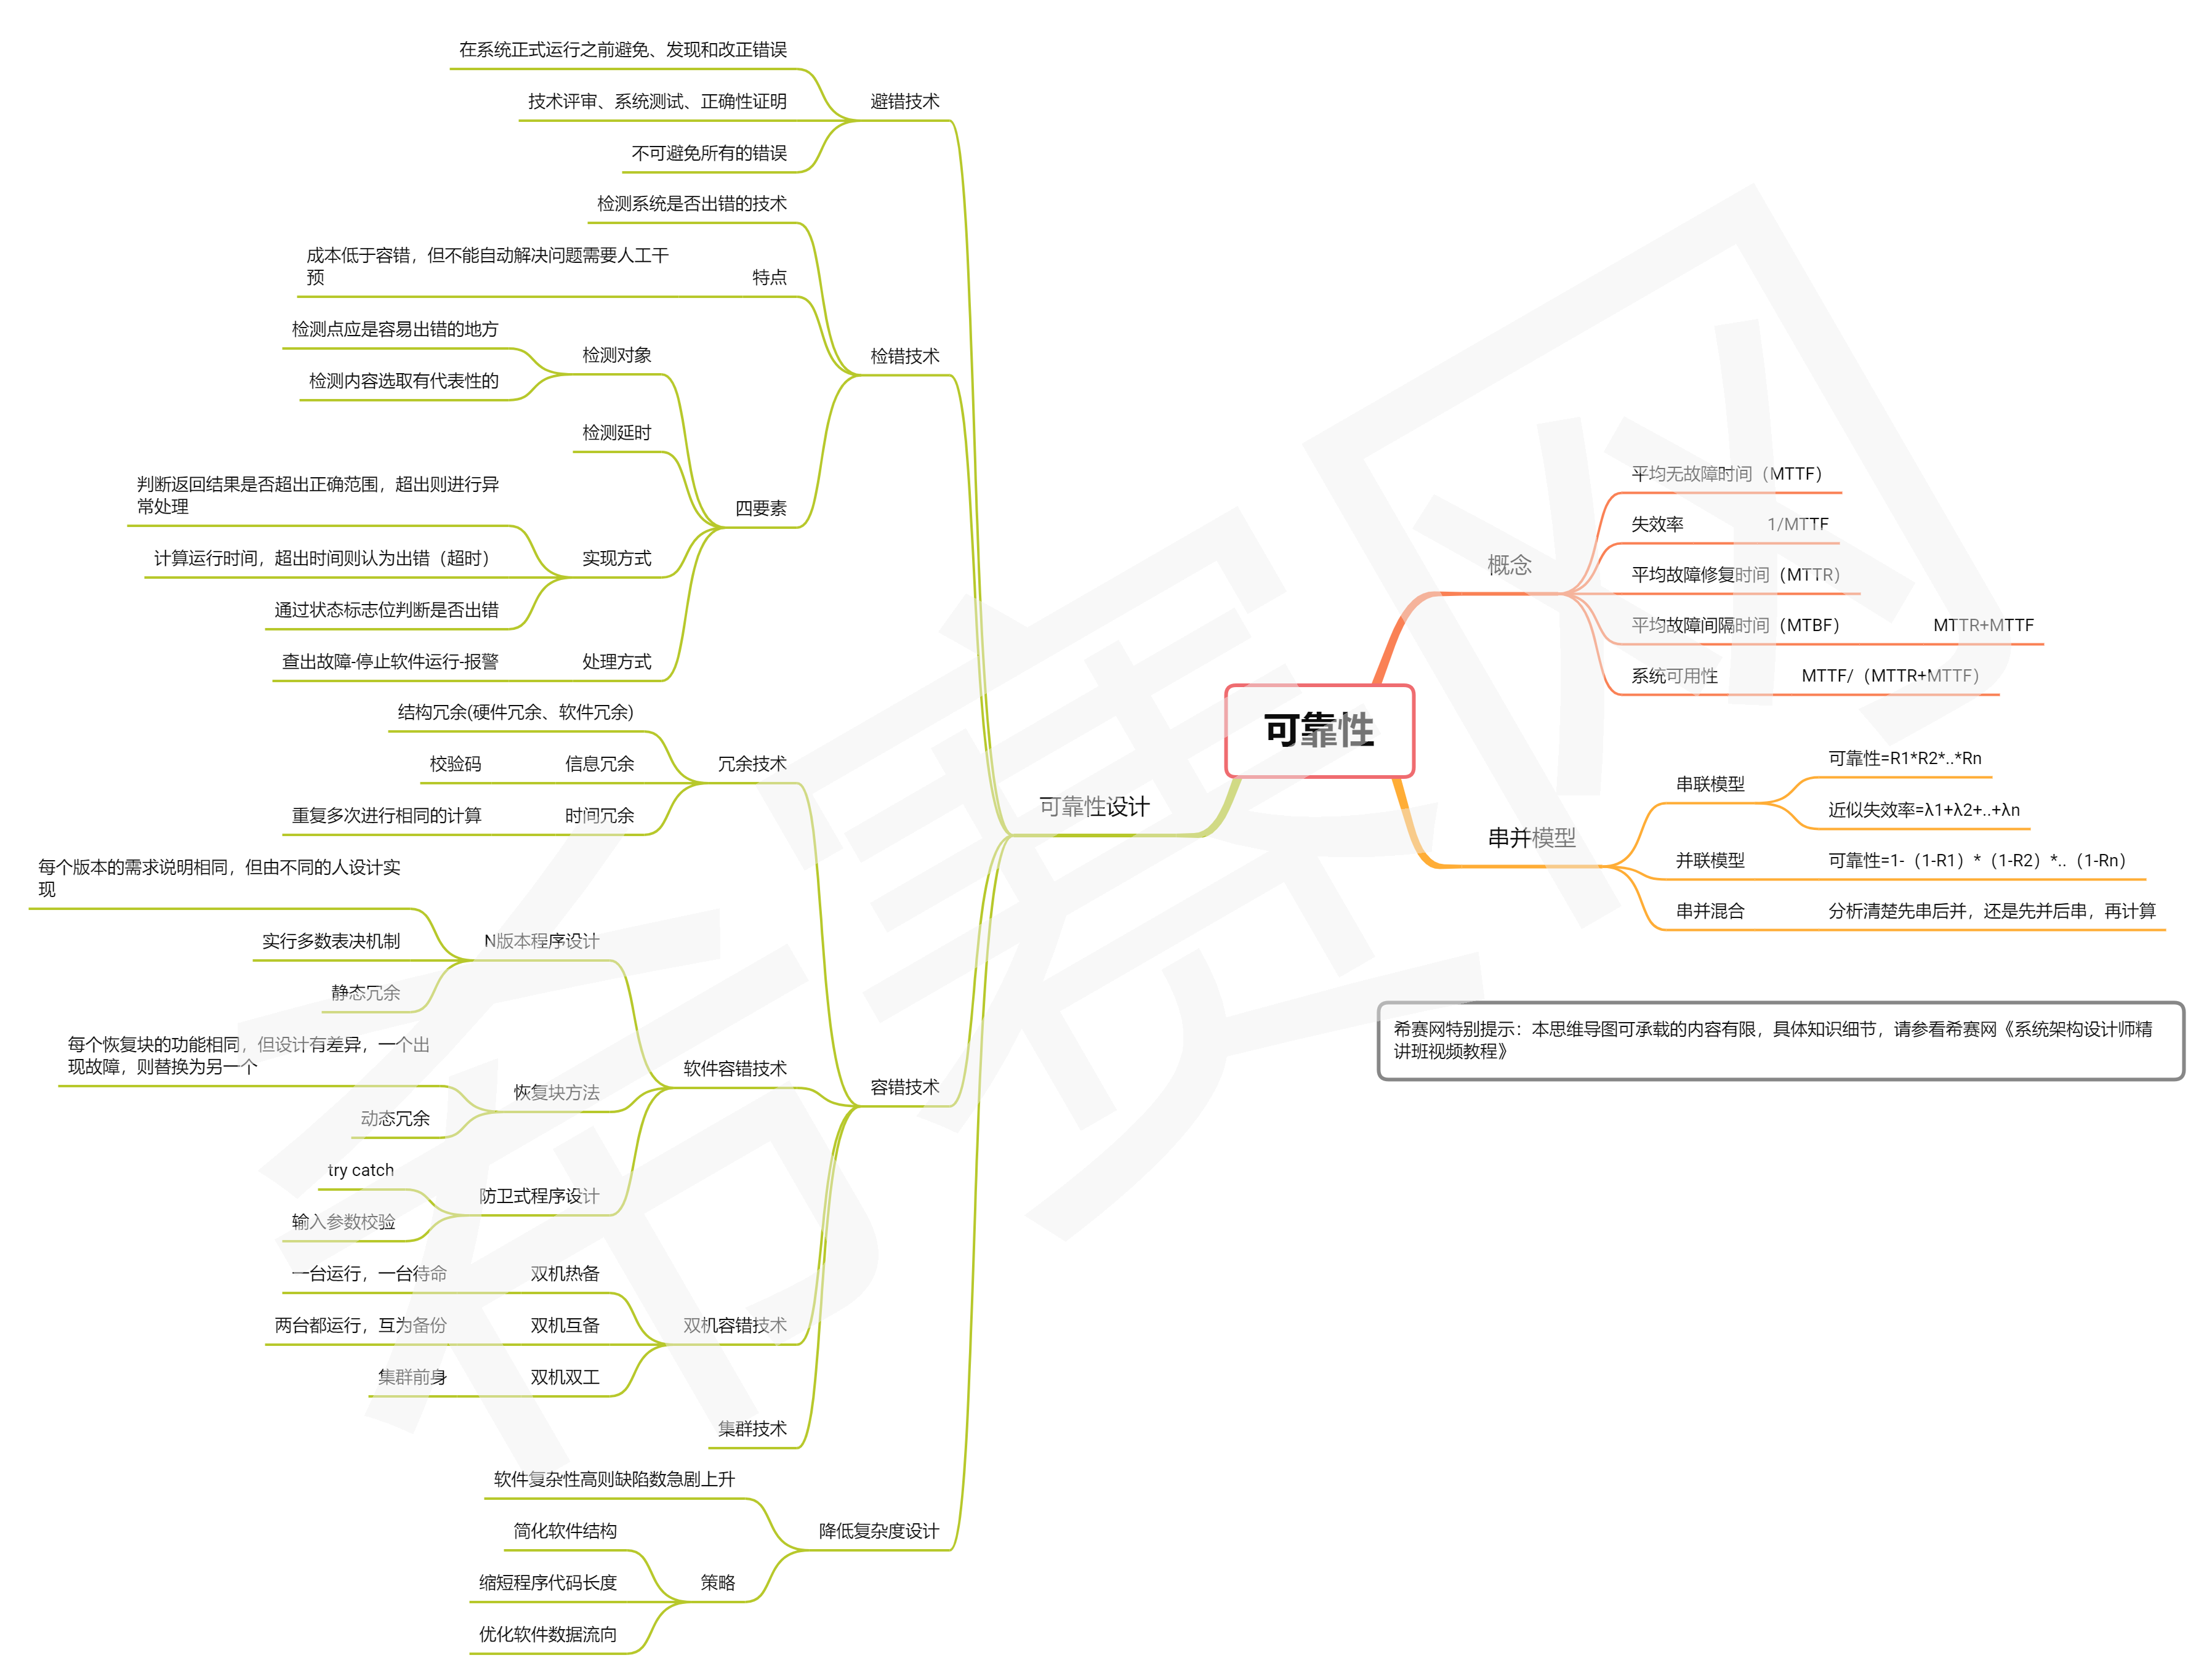 可靠性
概念
平均无故障时间（MTTF）
失效率
1/MTTF
平均故障修复时间（MTTR）
平均故障间隔时间（MTBF）
MTTR+MTTF
系统可用性
MTTF/（MTTR+MTTF）
串并模型
串联模型
可靠性=R1*R2*..*Rn
近似失效率=λ1+λ2+..+λn
并联模型
可靠性=1-（1-R1）*（1-R2）*..（1-Rn）
串并混合
分析清楚先串后并，还是先并后串，再计算
希赛网特别提示：本思维导图可承载的内容有限，具体知识细节，请参看希赛网《系统架构设计师精
讲班视频教程》
可靠性设计
避错技术
在系统正式运行之前避免、发现和改正错误
技术评审、系统测试、正确性证明
不可避免所有的错误
检错技术
检测系统是否出错的技术
特点
成本低于容错，但不能自动解决问题需要人工干
预
四要素
检测对象
检测点应是容易出错的地方
检测内容选取有代表性的
检测延时
实现方式
判断返回结果是否超出正确范围，超出则进行异
常处理
计算运行时间，超出时间则认为出错（超时）
通过状态标志位判断是否出错
处理方式
查出故障-停止软件运行-报警
容错技术
冗余技术
结构冗余(硬件冗余、软件冗余)
信息冗余
校验码
时间冗余
重复多次进行相同的计算
软件容错技术
N版本程序设计
每个版本的需求说明相同，但由不同的人设计实
现
实行多数表决机制
静态冗余
恢复块方法
每个恢复块的功能相同，但设计有差异，一个出
现故障，则替换为另一个
动态冗余
防卫式程序设计
try catch
输入参数校验
双机容错技术
双机热备
一台运行，一台待命
双机互备
两台都运行，互为备份
双机双工
集群前身
集群技术
降低复杂度设计
软件复杂性高则缺陷数急剧上升
策略
简化软件结构
缩短程序代码长度
优化软件数据流向
希赛网